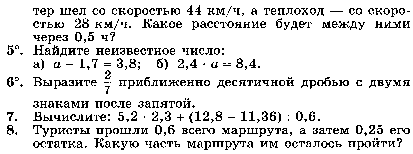 тер шел со скоростью 44 км/ч, а теплоход — со скоро-
стью 28 км/ч. Какое расстояние будет между ними
через 0,5 ч?
5°. Найдите неизвестное число:
а) a − 1,7 = 3,8; б) 2,4 · a = 8,4.
6°. Выразите 2/7 приближенно десятичной дробью с двумя
знаками после запятой.
7. Вычислите: 5,2 · 2,3 + (12,8 − 11,36) : 0,6.
8. Туристы прошли 0,6 всего маршрута, а затем 0,25 его
остатка. Какую часть маршрута им осталось пройти?